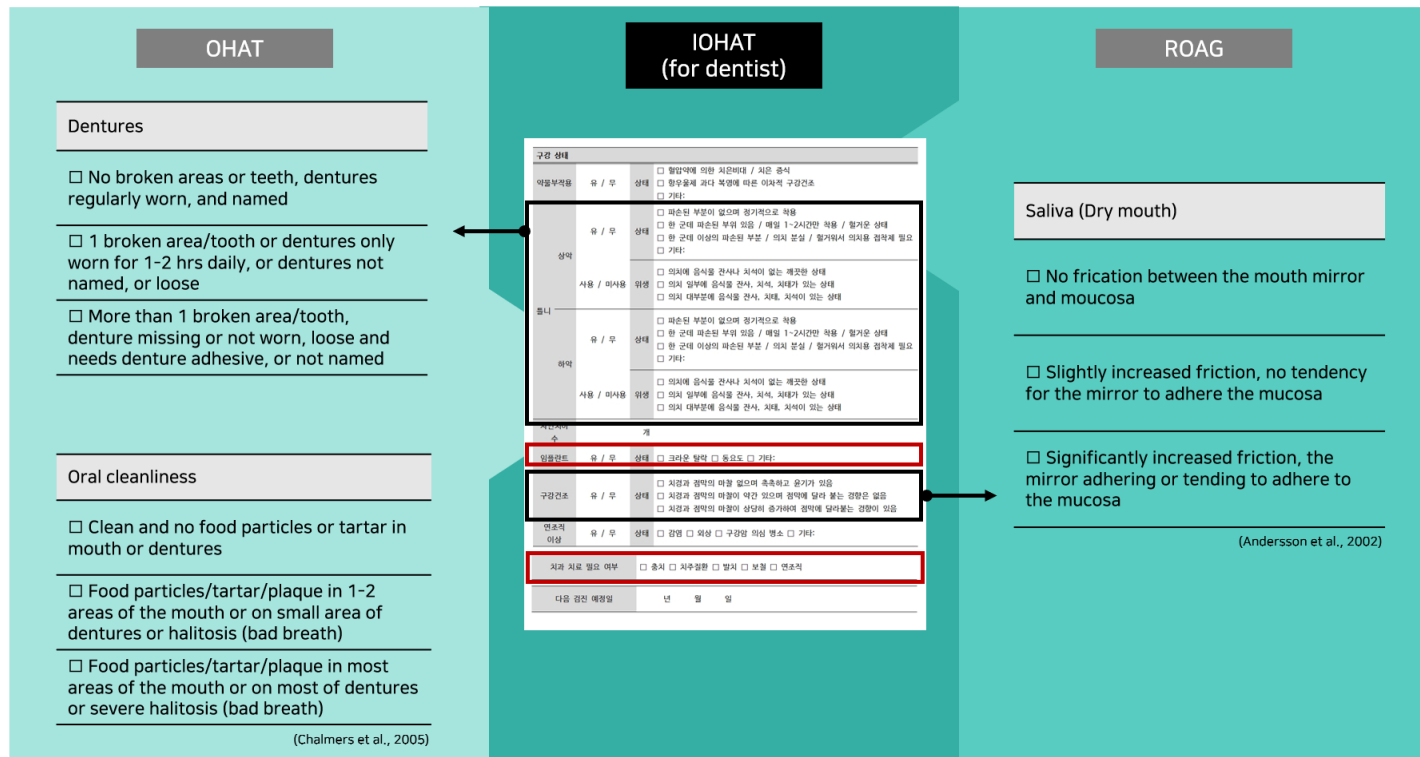 OHAT
Dentures
☐ No broken areas or teeth, dentures
regularly worn, and named
☐ 1 broken area/tooth or dentures only
worn for 1-2 hrs daily, or dentures not
named, or loose
☐ More than 1 broken area/tooth,
denture missing or not worn, loose and
needs denture adhesive, or not named
Oral cleanliness
☐ Clean and no food particles or tartar in
mouth or dentures
☐ Food particles/tartar/plaque in 1-2
areas of the mouth or on small area of
dentures or halitosis (bad breath)
☐ Food particles/tartar/plaque in most
areas of the mouth or on most of dentures
or severe halitosis (bad breath)
(Chalmers et al., 2005)
IOHAT
(for dentist)
구강 상태
약물부작용 유 / 무 상태 ☐ 혈압약에 의한 치은비대 / 치은 증식
☐ 항우울제 과다 복영에 따른 이차적 구강건조
☐ 기타:
틀니
상악
유 / 무 상태 ☐ 파손된 부분이 없으며 정기적으로 착용
☐ 한 군데 파손된 부위 있음 / 매일 1~2시간만 착용 / 헐거운 상태
☐ 한 군데 이상의 파손된 부분 / 의치 분실 / 헐거워서 의치용 접착제 필요
☐ 기타:
사용 / 미사용 위생 ☐ 의치에 음식물 잔사나 치석이 없는 깨끗한 상태
☐ 의치 일부에 음식물 잔사, 치석, 치태가 있는 상태
☐ 의치 대부분에 음식물 잔사, 치태, 치석이 있는 상태
하악
유 / 무 상태 ☐ 파손된 부분이 없으며 정기적으로 착용
☐ 한 군데 파손된 부위 있음 / 매일 1~2시간만 착용 / 헐거운 상태
☐ 한 군데 이상의 파손된 부분 / 의치 분실 / 헐거워서 의치용 접착제 필요
☐ 기타:
사용 / 미사용 위생 ☐ 의치에 음식물 잔사나 치석이 없는 깨끗한 상태
☐ 의치 일부에 음식물 잔사, 치석, 치태가 있는 상태
☐ 의치 대부분에 음식물 잔사, 치태, 치석이 있는 상태
수 개
임플란트 유 / 무 상태 ☐ 크라운 탈락 ☐ 동요도 ☐ 기타:
구강건조 유 / 무 상태 ☐ 치경과 점막의 마찰 없으며 촉촉하고 윤기가 있음
☐ 치경과 점막의 마찰이 약간 있으며 점막에 달라 붙는 경향은 없음
☐ 치경과 점막의 마찰이 상당히 증가하여 점막에 달라붙는 경향이 있음
연조직
이상 유 / 무 상태 ☐ 감염 ☐ 외상 ☐ 구강암 의심 병소 ☐ 기타:
치과 치료 필요 여부 ☐ 충치 ☐ 치주질환 ☐ 발치 ☐ 보철 ☐ 연조직
다음 검진 예정일 년 월 일
ROAG
Saliva (Dry mouth)
☐ No frication between the mouth mirror
and moucosa
☐ Slightly increased friction, no tendency
for the mirror to adhere the mucosa
☐ Significantly increased friction, the
mirror adhering or tending to adhere to
the mucosa
(Andersson et al., 2002)